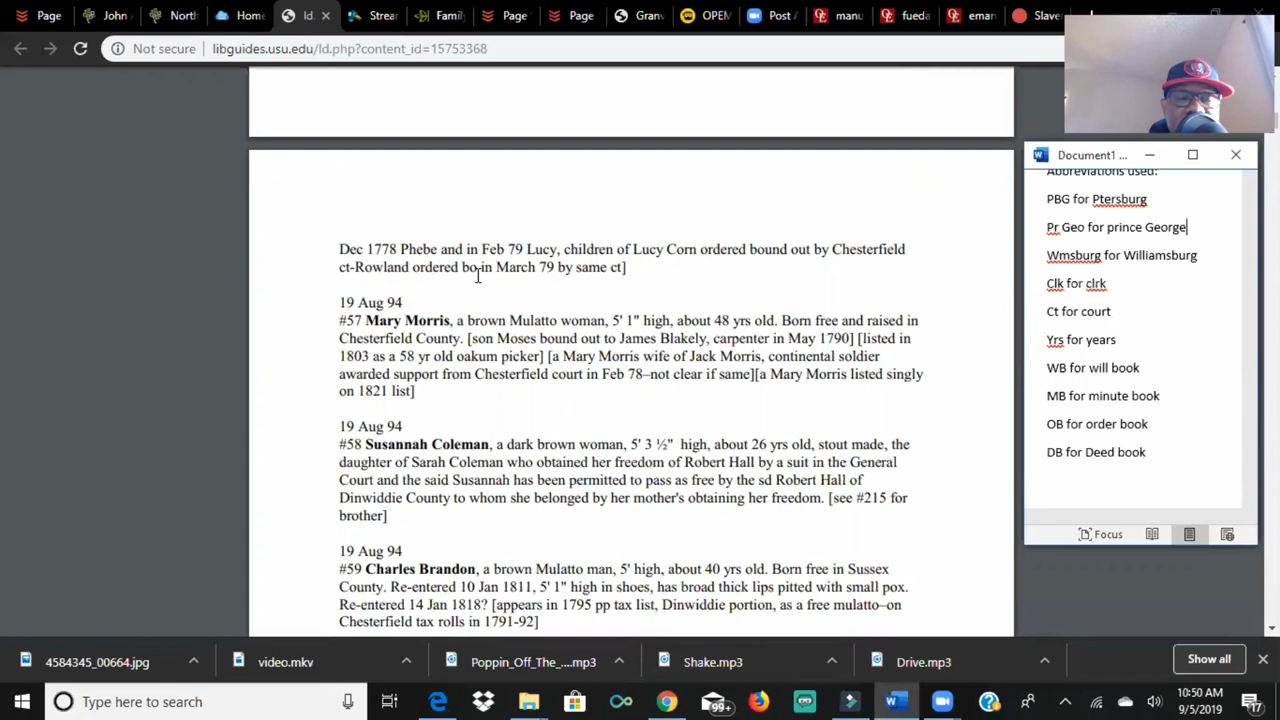 John
North
Home
Id
Strea
Famil
Page
Page
Granv
OPEM
Post A
manu
fueda
eman
Slave
Not secure
libguides.usu.edu/ld.php?content_id=15753368
Dec 1778 Phebe and in Feb 79 Lucy, children of Lucy Corn ordered bound out by Chesterfield
ct-Rowland ordered bo in March 79 by same ct]
19 Aug 94
#57 Mary Morris, a brown Mulatto woman, 5' 1" high, about 48 yrs old. Born free and raised in
Chesterfield County. [son Moses bound out to James Blakely, carpenter in May 1790] [listed in
1803 as a 58 yr old oakum picker] [a Mary Morris wife of Jack Morris, continental soldier
awarded support from Chesterfield court in Feb 78–not clear if same][a Mary Morris listed singly
on 1821 list]
19 Aug 94
#58 Susannah Coleman, a dark brown woman, 5' 3 ½" high, about 26 yrs old, stout made, the
daughter of Sarah Coleman who obtained her freedom of Robert Hall by a suit in the General
Court and the said Susannah has been permitted to pass as free by the sd Robert Hall of
Dinwiddie County to whom she belonged by her mother's obtaining her freedom. [see #215 for
brother]
19 Aug 94
#59 Charles Brandon, a brown Mulatto man, 5' high, about 40 yrs old. Born free in Sussex
County. Re-entered 10 Jan 1811, 5' 1" high in shoes, has broad thick lips pitted with small pox.
Re-entered 14 Jan 1818? [appears in 1795 pp tax list, Dinwiddie portion, as a free mulatto–on
Chesterfield tax rolls in 1791-92]
Document1 ...
Abbreviations used:
PBG for Ptersburg
Pr Geo for prince George
Wmsburg for Williamsburg
Clk for clrk
Ct for court
Yrs for years
WB for will book
MB for minute book
OB for order book
DB for Deed book
Focus
4584345_00664.jpg
video.mkv
Poppin_Off_The_....mp3
Shake.mp3
Drive.mp3
Show all
Type here to search
99+
10:50 AM
9/5/2019
17